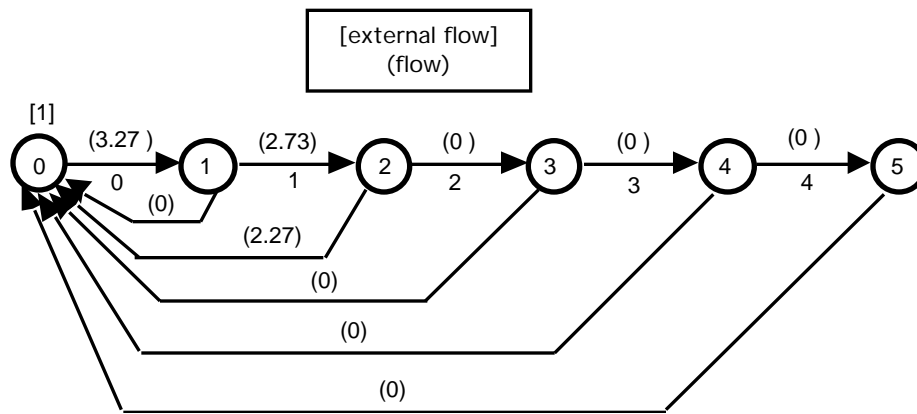 [external flow]
(flow)
[1]
(3.27 ) (2.73) (0 ) (0 ) (0 )
0 1 2 3 4 5
0 1 2 3 4
(0)
(2.27)
(0)
(0)
(0)